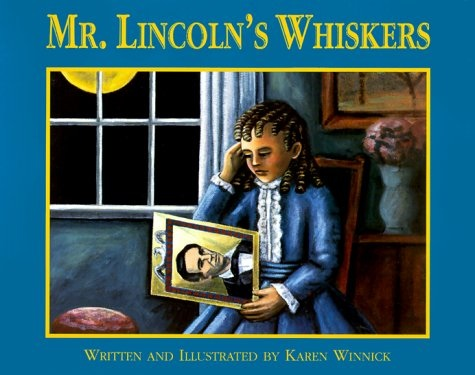 MR. LINCOLN'S WHISKERS
WRITTEN AND ILLUSTRATED BY KAREN WINNICK